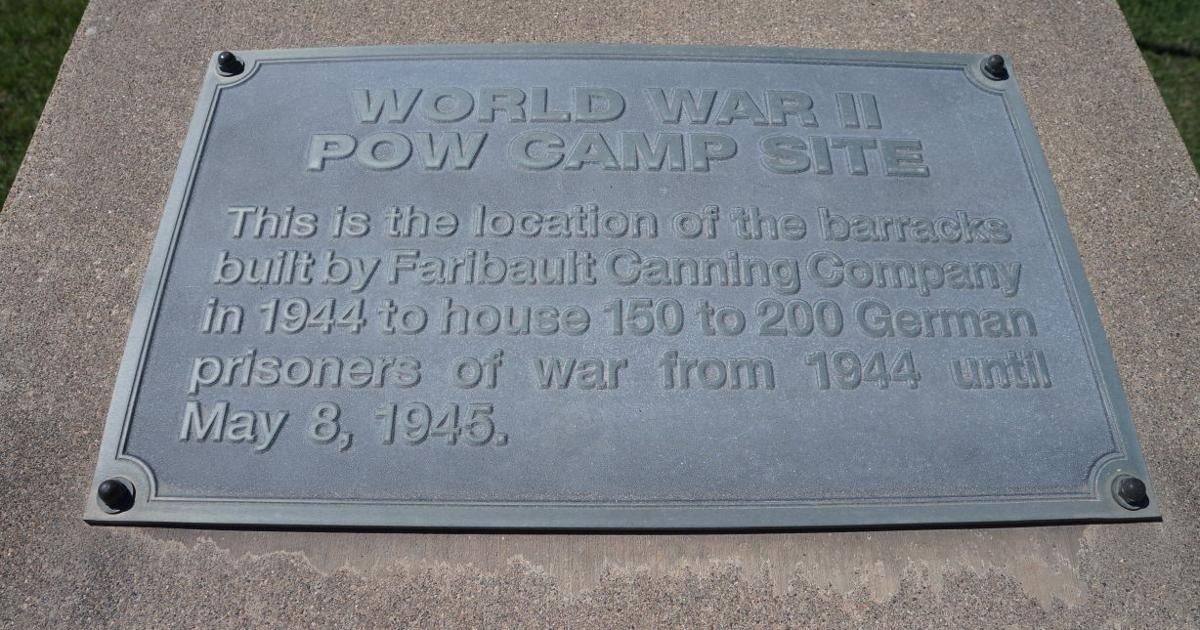 WORLD WAR II
POW CAMP SITE
This is the location of the barracks
built by Faribault Canning Company
in 1944 to house 150 to 200 German
prisoners of war from 1944 until
May 8, 1945.